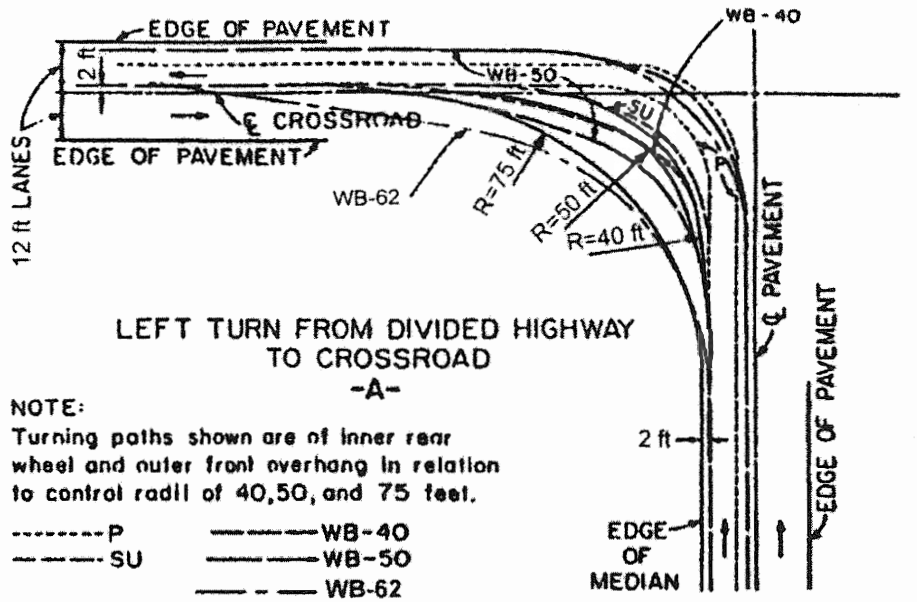 WB-40
EDGE OF PAVEMENT
2 ft
WB-50
SU
℄ CROSSROAD
EDGE OF PAVEMENT
12 ft LANES
WB-62
R=75 ft
R=50 ft
R=40 ft
P
℄ PAVEMENT
EDGE OF PAVEMENT
LEFT TURN FROM DIVIDED HIGHWAY
TO CROSSROAD
-A-
NOTE:
Turning paths shown are of inner rear
wheel and outer front overhang in relation
to control radii of 40,50, and 75 feet.
P
WB-40
SU
WB-50
WB-62
2 ft
EDGE
OF
MEDIAN